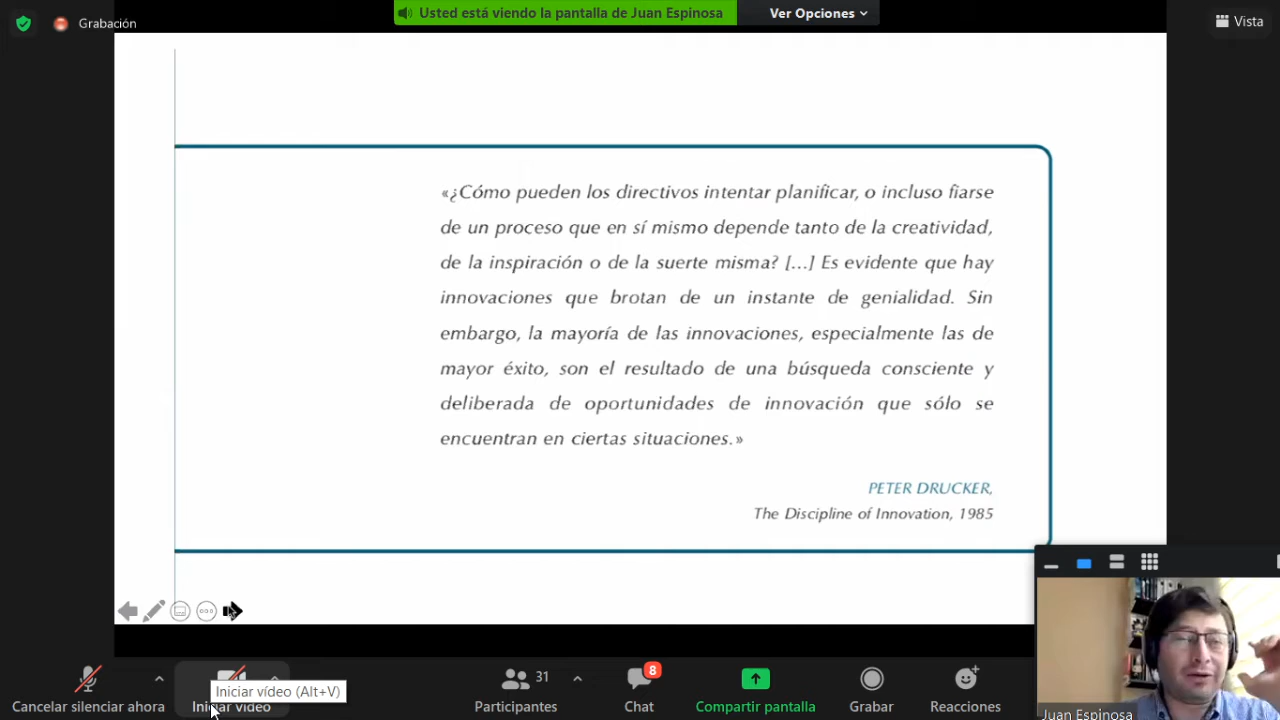 Grabación
Usted está viendo la pantalla de Juan Espinosa
Ver Opciones
Vista
«¿Cómo pueden los directivos intentar planificar, o incluso fiarse
de un proceso que en sí mismo depende tanto de la creatividad,
de la inspiración o de la suerte misma? [...] Es evidente que hay
innovaciones que brotan de un instante de genialidad. Sin
embargo, la mayoría de las innovaciones, especialmente las de
mayor éxito, son el resultado de una búsqueda consciente y
deliberada de oportunidades de innovación que sólo se
encuentran en ciertas situaciones.»
PETER DRUCKER,
The Discipline of Innovation, 1985
Iniciar vídeo (Alt+V)
31
8
Cancelar silenciar ahora
Iniciar vídeo
Participantes
Chat
Compartir pantalla
Grabar
Reacciones
Juan Espinosa